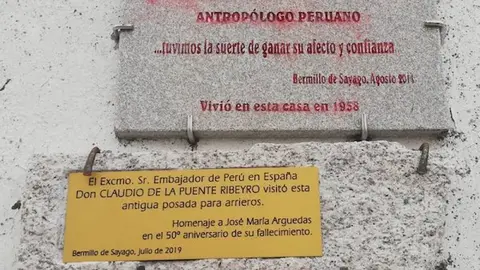 ANTROPÓLOGO PERUANO
...tuvimos la suerte de ganar su afecto y confianza
Bermillo de Sayago, Agosto 2011
Vivió en esta casa en 1958
El Excmo. Sr. Embajador de Perú en España
Don CLAUDIO DE LA PUENTE RIBEYRO visitó esta
antigua posada para arrieros.
Homenaje a José María Arguedas
en el 50º aniversario de su fallecimiento.
Bermillo de Sayago, julio de 2019